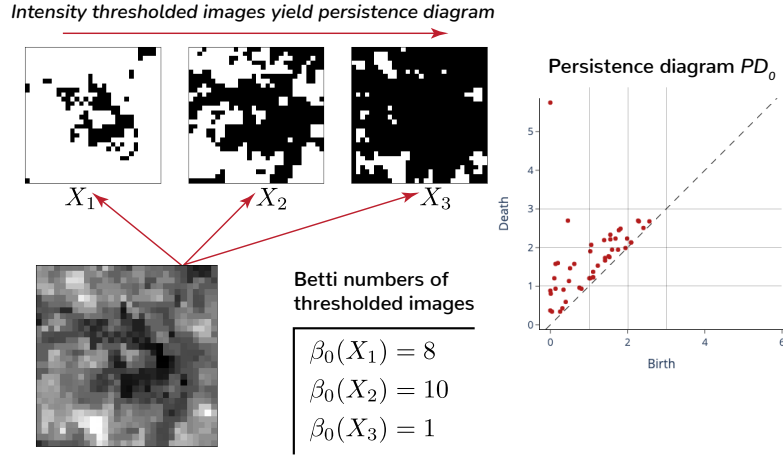 Intensity thresholded images yield persistence diagram
X₁
X₂
X₃
Betti numbers of
thresholded images
β₀(X₁) = 8
β₀(X₂) = 10
β₀(X₃) = 1
Persistence diagram PD₀
5
4
3
2
1
0
Death
0
2
4
6
Birth